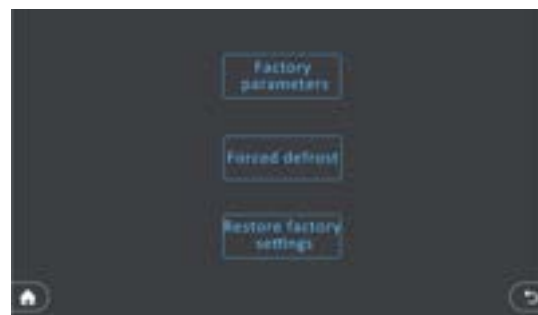 Factory
parameters
Forced defrost
Restore factory
settings